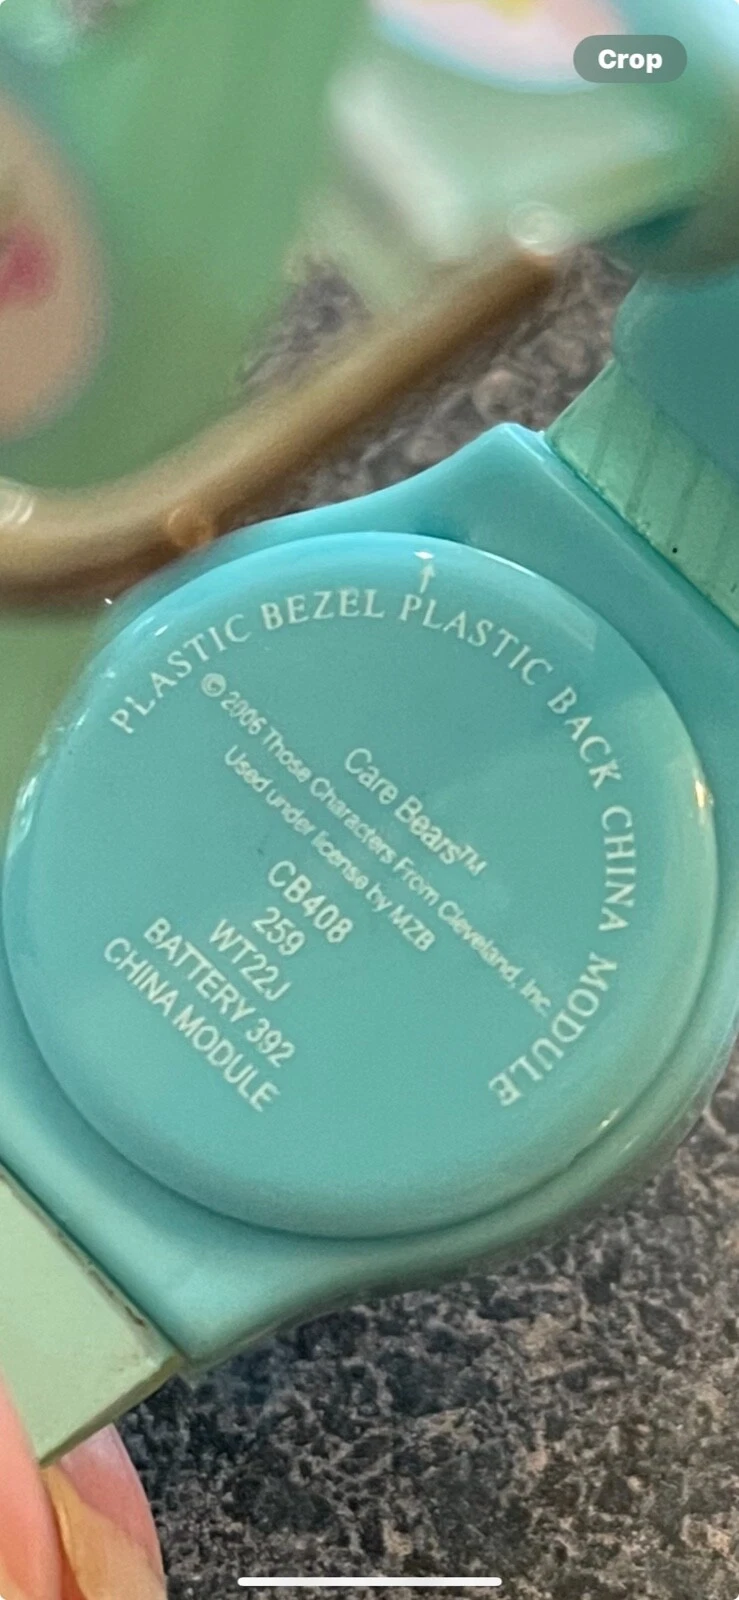 Crop
PLASTIC BEZEL PLASTIC BACK CHINA MODULE
Care Bears™
© 2006 Those Characters From Cleveland, Inc.
Used under license by MZB
CB408
259
WT22J
BATTERY 392
CHINA MODULE